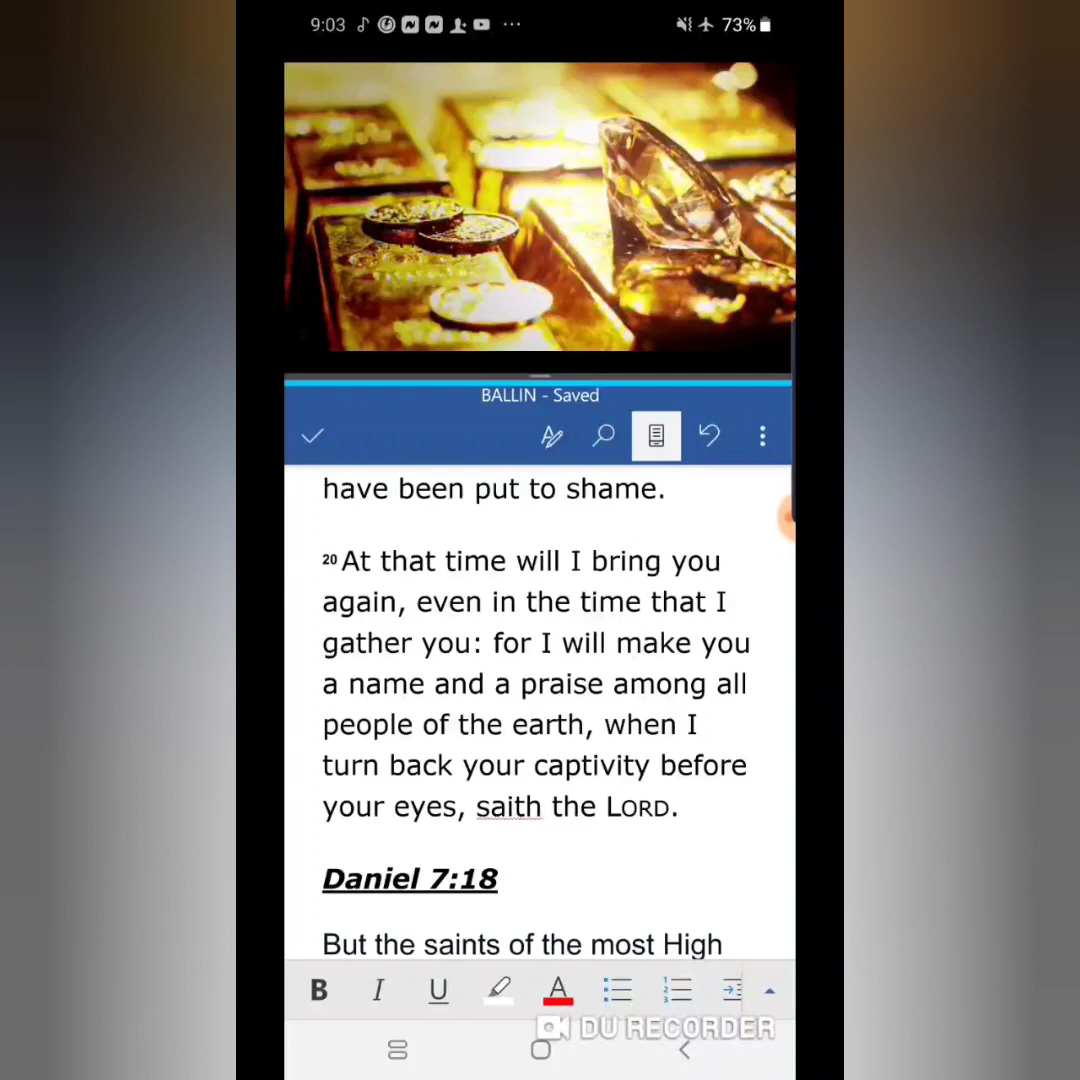 9:03 73%
BALLIN - Saved
have been put to shame.
20 At that time will I bring you
again, even in the time that I
gather you: for I will make you
a name and a praise among all
people of the earth, when I
turn back your captivity before
your eyes, saith the LORD.
Daniel 7:18
But the saints of the most High
B I U A
DU RECORDER